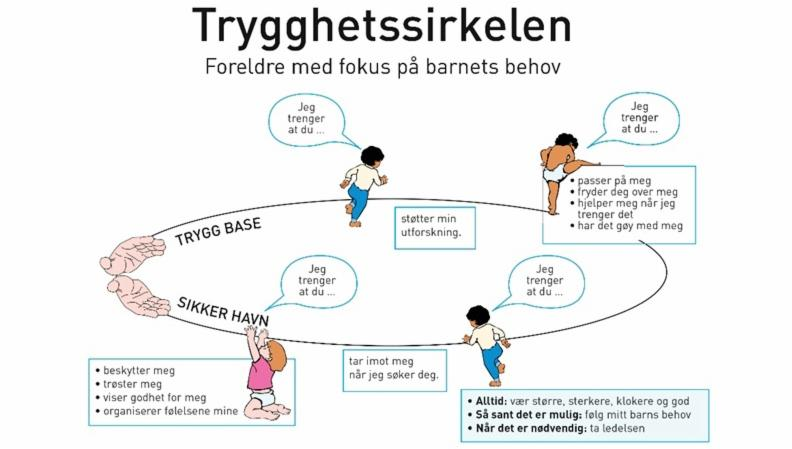 Trygghetssirkelen
Foreldre med fokus på barnets behov
Jeg
trenger
at du ...
Jeg
trenger
at du ...
• passer på meg
• fryder deg over meg
• hjelper meg når jeg
trenger det
• har det gøy med meg
støtter min
utforskning.
TRYGG BASE
SIKKER HAVN
Jeg
trenger
at du ...
Jeg
trenger
at du ...
• beskytter meg
• trøster meg
• viser godhet for meg
• organiserer følelsene mine
tar imot meg
når jeg søker deg.
• Alltid: vær større, sterkere, klokere og god
• Så sant det er mulig: følg mitt barns behov
• Når det er nødvendig: ta ledelsen